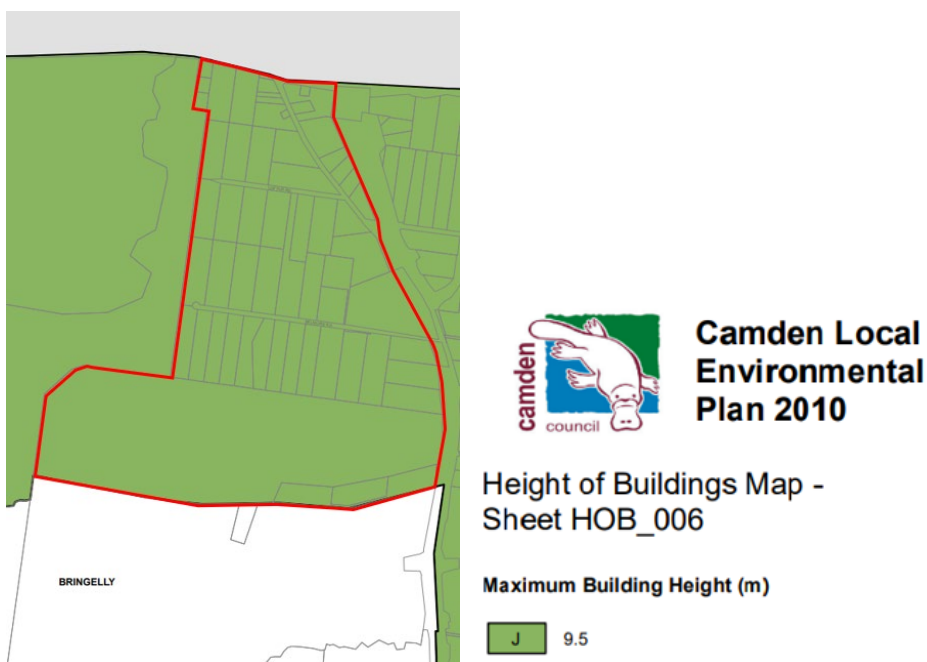 BRINGELLY
camden
council
Camden Local
Environmental
Plan 2010
Height of Buildings Map -
Sheet HOB_006
Maximum Building Height (m)
J 9.5